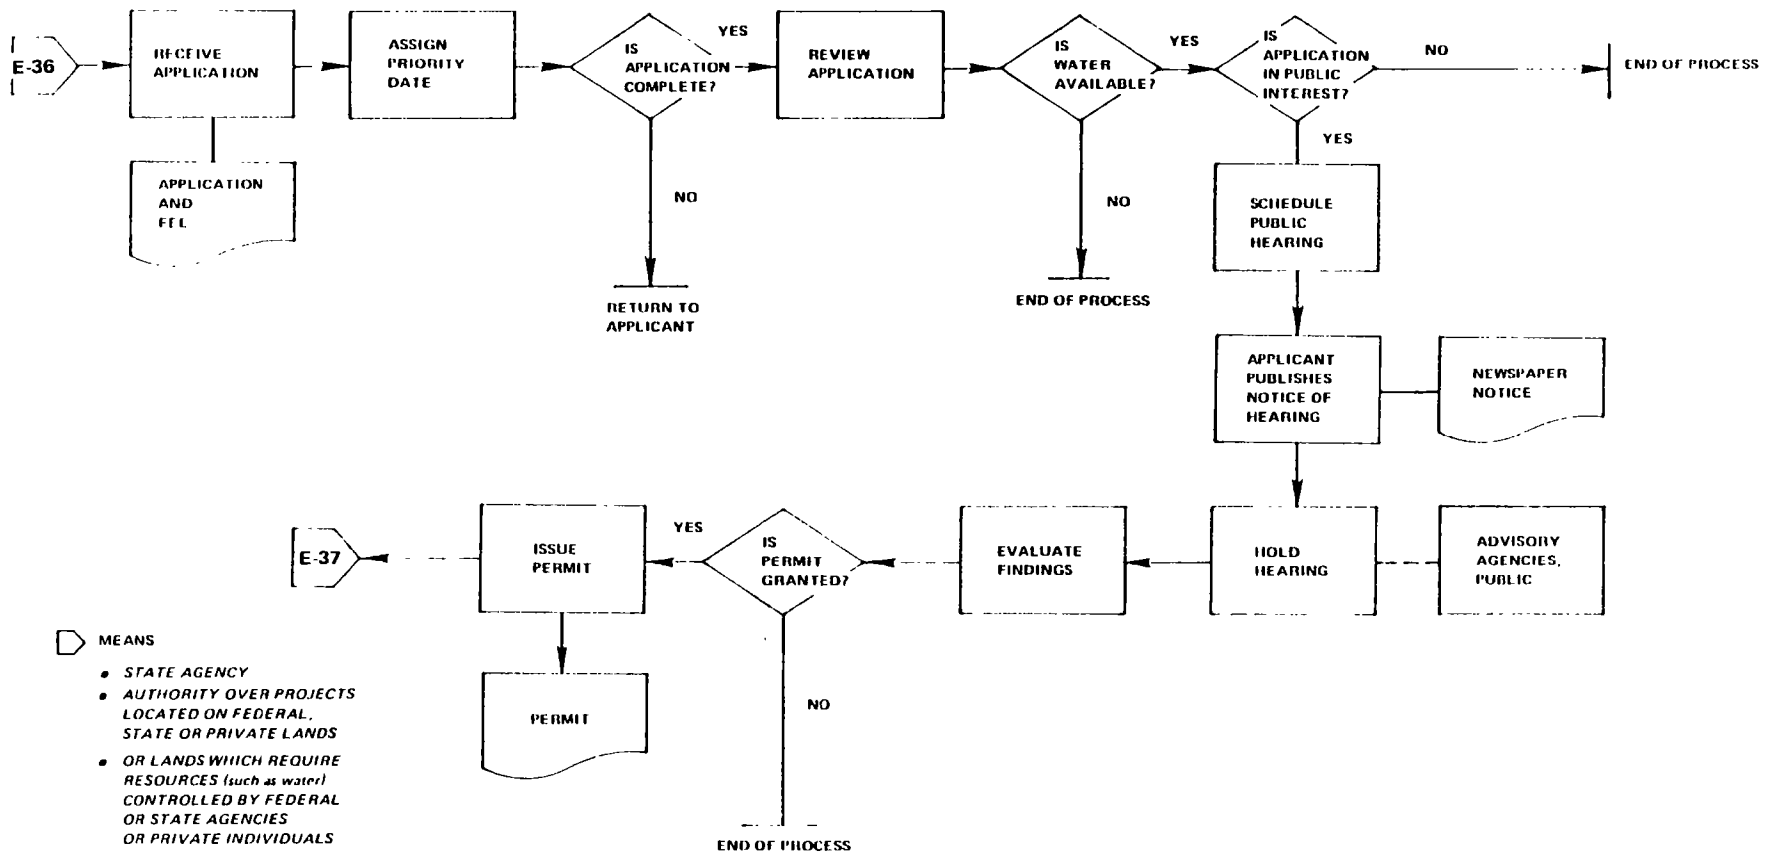 E-36
RECEIVE
APPLICATION
APPLICATION
AND
FEE
ASSIGN
PRIORITY
DATE
IS
APPLICATION
COMPLETE?
YES
NO
RETURN TO
APPLICANT
REVIEW
APPLICATION
IS
WATER
AVAILABLE?
YES
NO
END OF PROCESS
IS
APPLICATION
IN PUBLIC
INTEREST?
NO
END OF PROCESS
YES
SCHEDULE
PUBLIC
HEARING
APPLICANT
PUBLISHES
NOTICE OF
HEARING
NEWSPAPER
NOTICE
HOLD
HEARING
ADVISORY
AGENCIES,
PUBLIC
EVALUATE
FINDINGS
IS
PERMIT
GRANTED?
YES
NO
END OF PROCESS
ISSUE
PERMIT
PERMIT
E-37
MEANS
• STATE AGENCY
• AUTHORITY OVER PROJECTS
LOCATED ON FEDERAL,
STATE OR PRIVATE LANDS
• OR LANDS WHICH REQUIRE
RESOURCES (such as water)
CONTROLLED BY FEDERAL
OR STATE AGENCIES
OR PRIVATE INDIVIDUALS